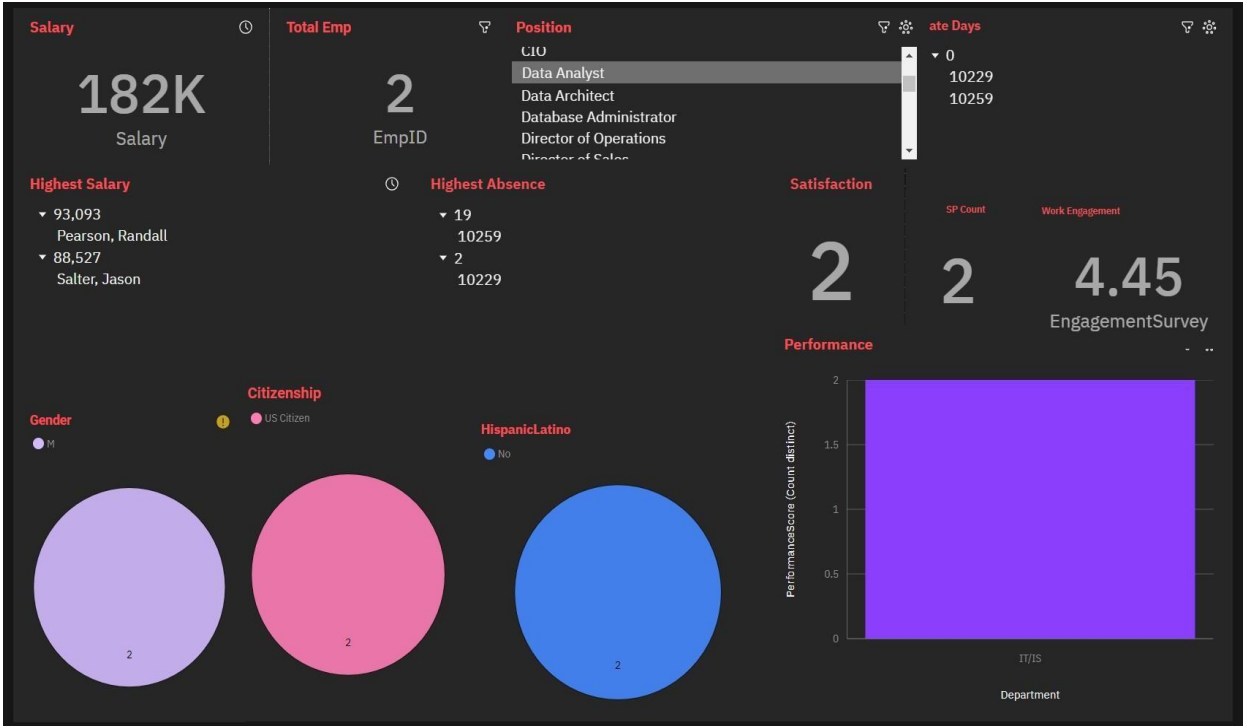 Salary
182K
Salary
Total Emp
2
EmpID
Position
CIO
Data Analyst
Data Architect
Database Administrator
Director of Operations
Director of Sales
ate Days
0
10229
10259
Highest Salary
93,093
Pearson, Randall
88,527
Salter, Jason
Highest Absence
19
10259
2
10229
Satisfaction
2
SP Count
2
Work Engagement
4.45
EngagementSurvey
Gender
M
2
Citizenship
US Citizen
2
HispanicLatino
No
2
Performance
PerformanceScore (Count distinct)
2
1.5
1
0.5
0
IT/IS
Department